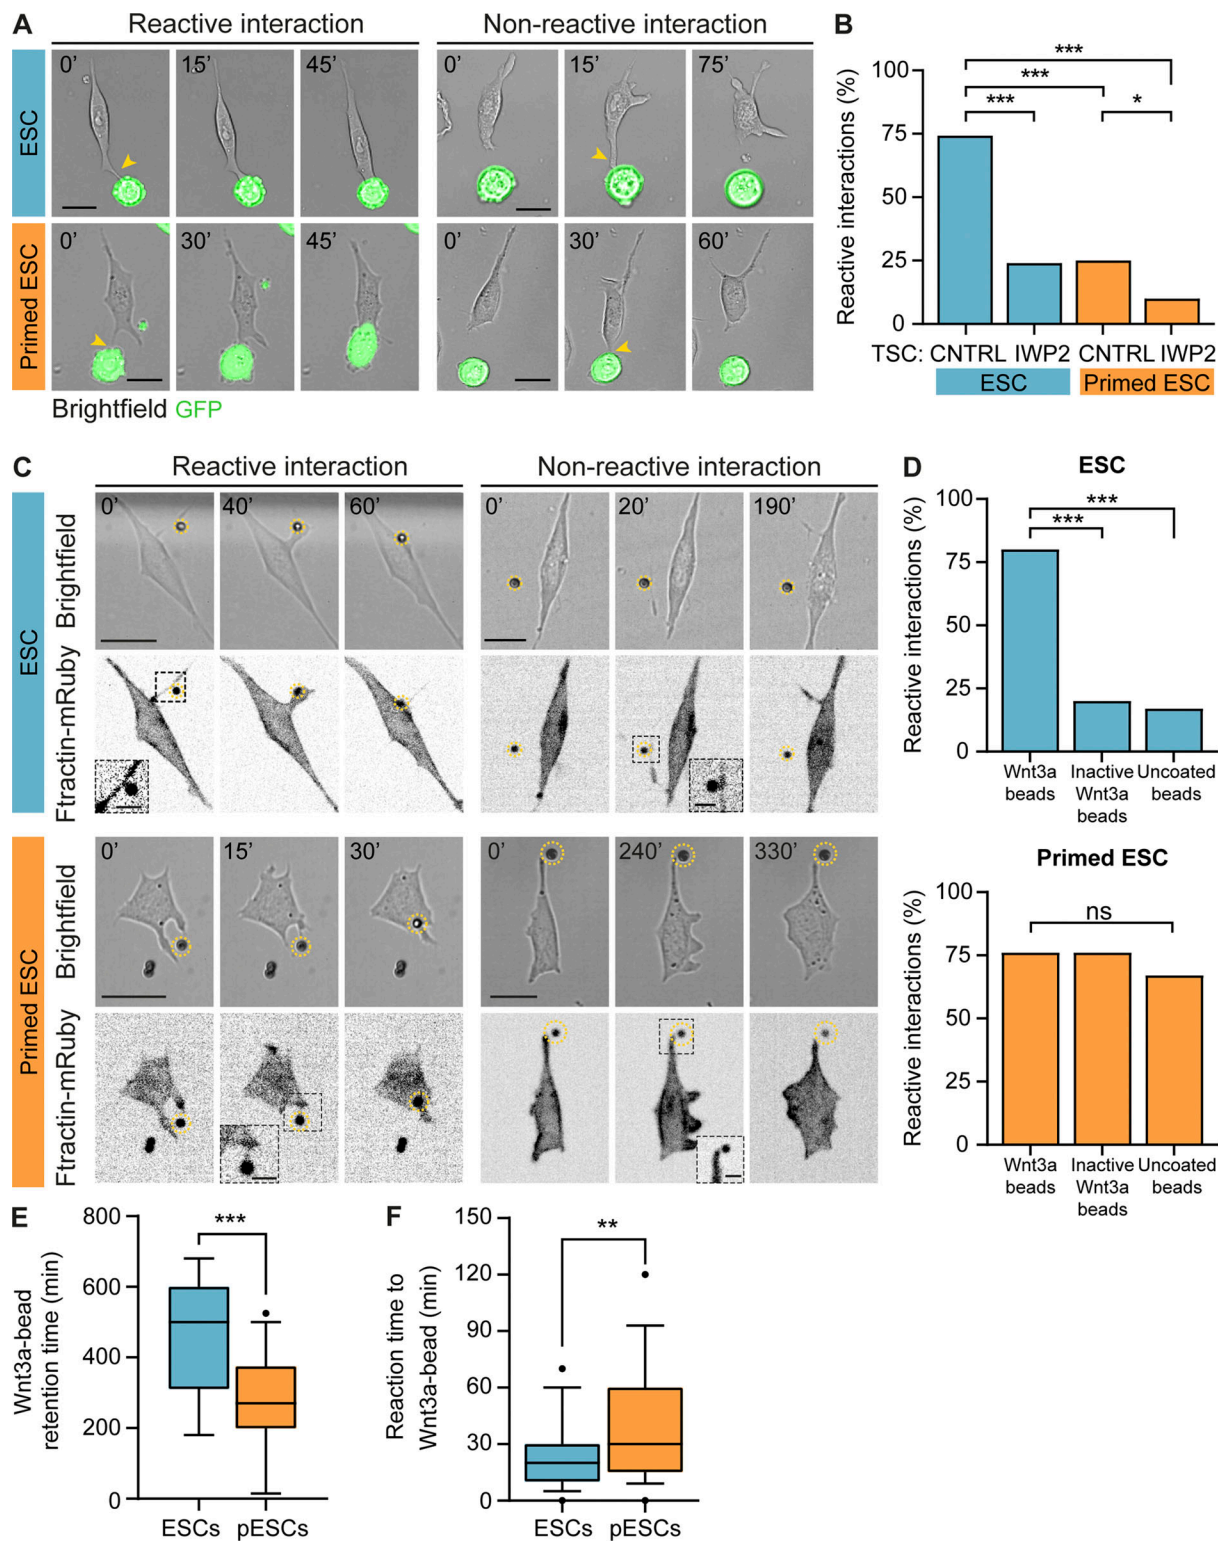 A
Reactive interaction
Non-reactive interaction
ESC
0’
15’
45’
0’
15’
75’
Primed ESC
0’
30’
45’
0’
30’
60’
Brightfield GFP
B
Reactive interactions (%)
100
75
50
25
0
***
***
***
*
TSC: CNTRL IWP2 CNTRL IWP2
ESC
Primed ESC
C
Reactive interaction
Non-reactive interaction
ESC
Brightfield
0’
40’
60’
0’
20’
190’
Ftractin-mRuby
Primed ESC
Brightfield
0’
15’
30’
0’
240’
330’
Ftractin-mRuby
D
ESC
Reactive interactions (%)
100
75
50
25
0
***
***
Wnt3a
beads
Inactive
Wnt3a
beads
Uncoated
beads
Primed ESC
Reactive interactions (%)
100
75
50
25
0
ns
Wnt3a
beads
Inactive
Wnt3a
beads
Uncoated
beads
E
Wnt3a-bead
retention time (min)
800
600
400
200
0
***
ESCs
pESCs
F
Reaction time to
Wnt3a-bead (min)
150
120
90
60
30
0
**
ESCs
pESCs